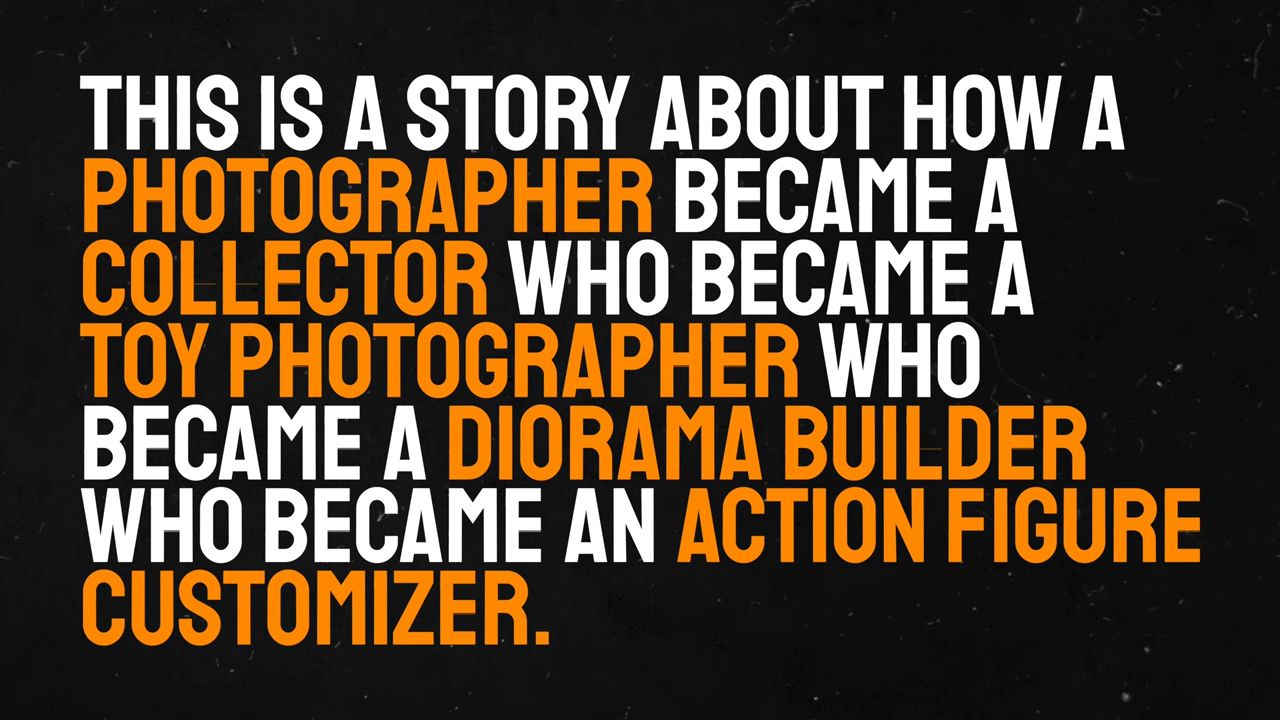 THIS IS A STORY ABOUT HOW A
PHOTOGRAPHER BECAME A
COLLECTOR WHO BECAME A
TOY PHOTOGRAPHER WHO
BECAME A DIORAMA BUILDER
WHO BECAME AN ACTION FIGURE
CUSTOMIZER.